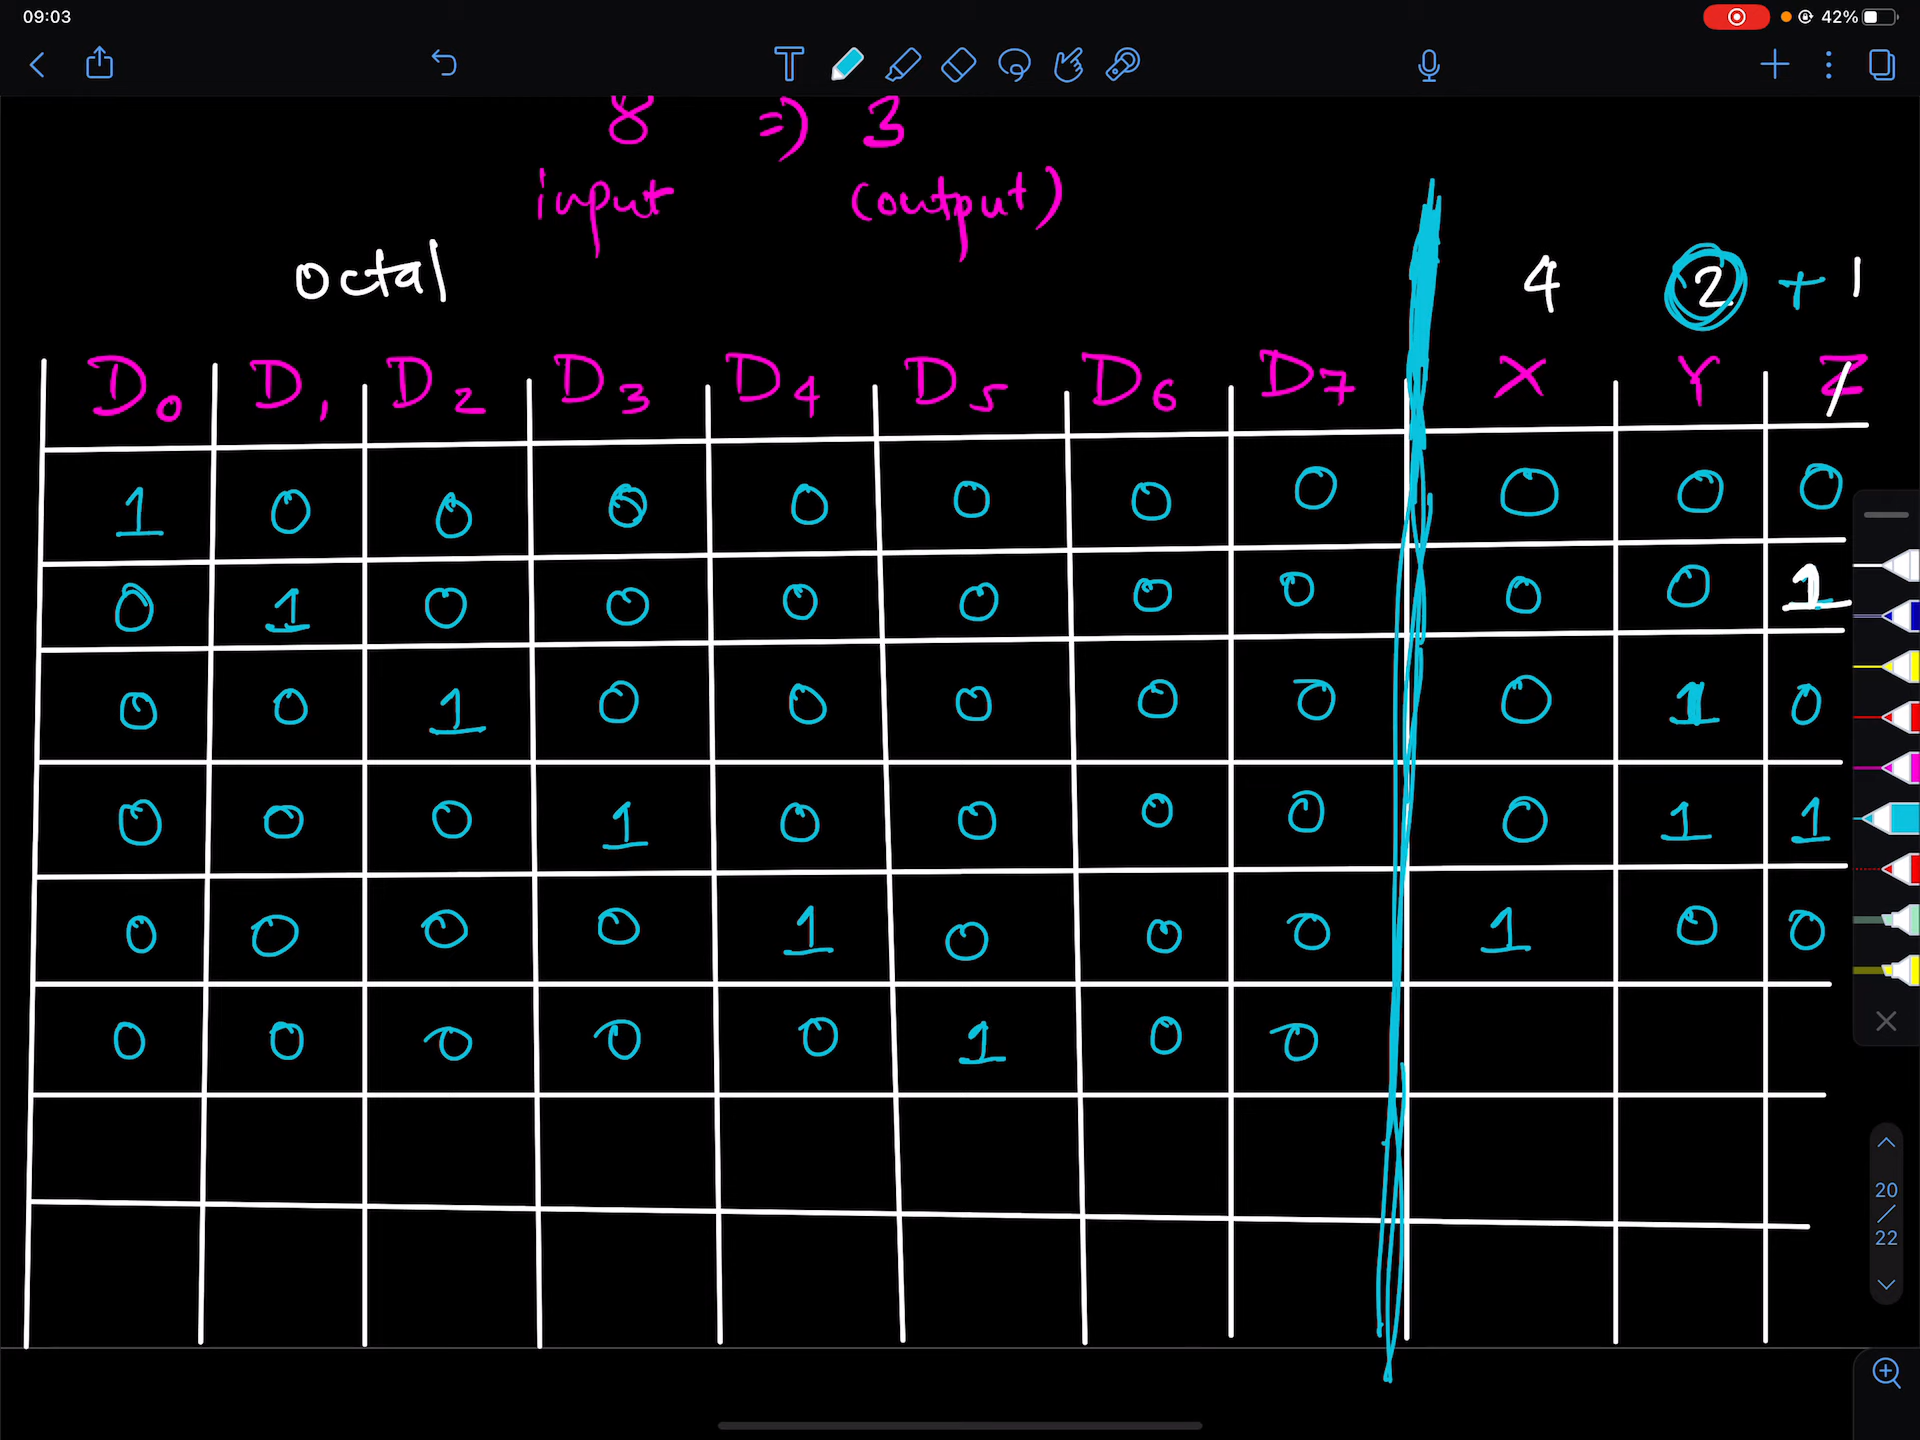 09:03 42%
8 => 3
input (output)
octal 4 2 + 1
D0 D1 D2 D3 D4 D5 D6 D7 X Y Z
1 0 0 0 0 0 0 0 0 0 0
0 1 0 0 0 0 0 0 0 0 1
0 0 1 0 0 0 0 0 0 1 0
0 0 0 1 0 0 0 0 0 1 1
0 0 0 0 1 0 0 0 1 0 0
0 0 0 0 0 1 0 0
20
/
22